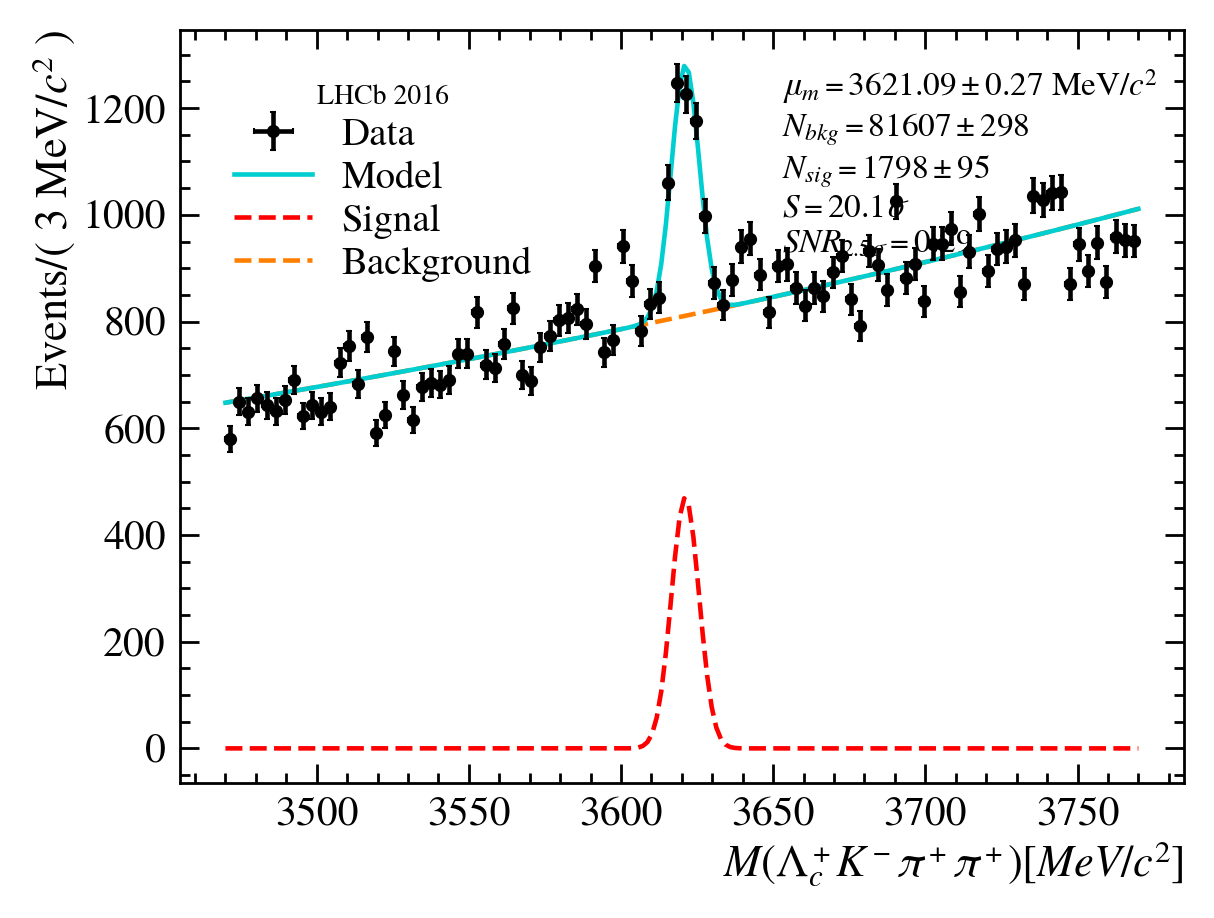 Events/( 3 MeV/c² )
1200
1000
800
600
400
200
0
LHCb 2016
Data
Model
Signal
Background
μₘ = 3621.09 ± 0.27 MeV/c²
N_bkg = 81607 ± 298
N_sig = 1798 ± 95
S = 20.1σ
3500 3550 3600 3650 3700 3750
M(Λ_c⁺ K⁻ π⁺ π⁺)[MeV/c²]